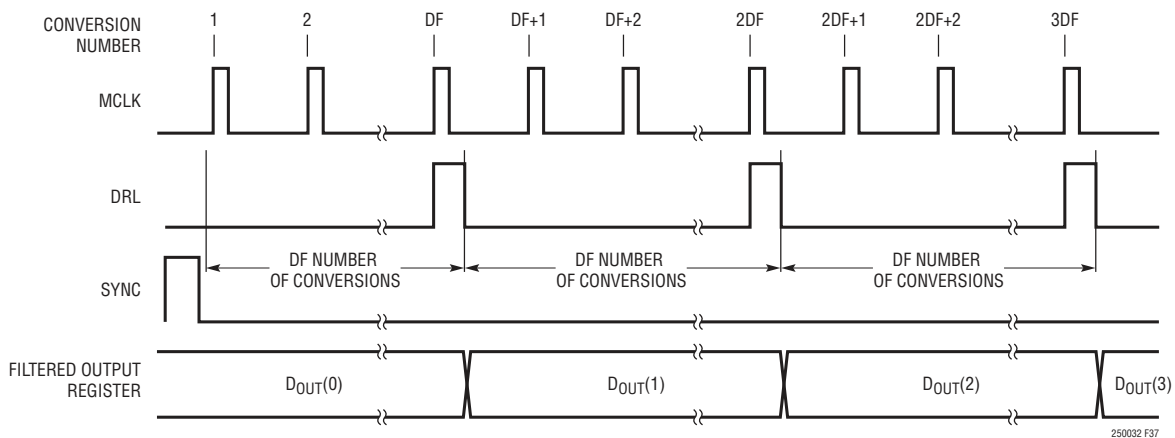 CONVERSION
NUMBER
1 2 DF DF+1 DF+2 2DF 2DF+1 2DF+2 3DF
MCLK
DRL
DF NUMBER
OF CONVERSIONS
DF NUMBER
OF CONVERSIONS
DF NUMBER
OF CONVERSIONS
SYNC
FILTERED OUTPUT
REGISTER
DOUT(0) DOUT(1) DOUT(2) DOUT(3)
250032 F37